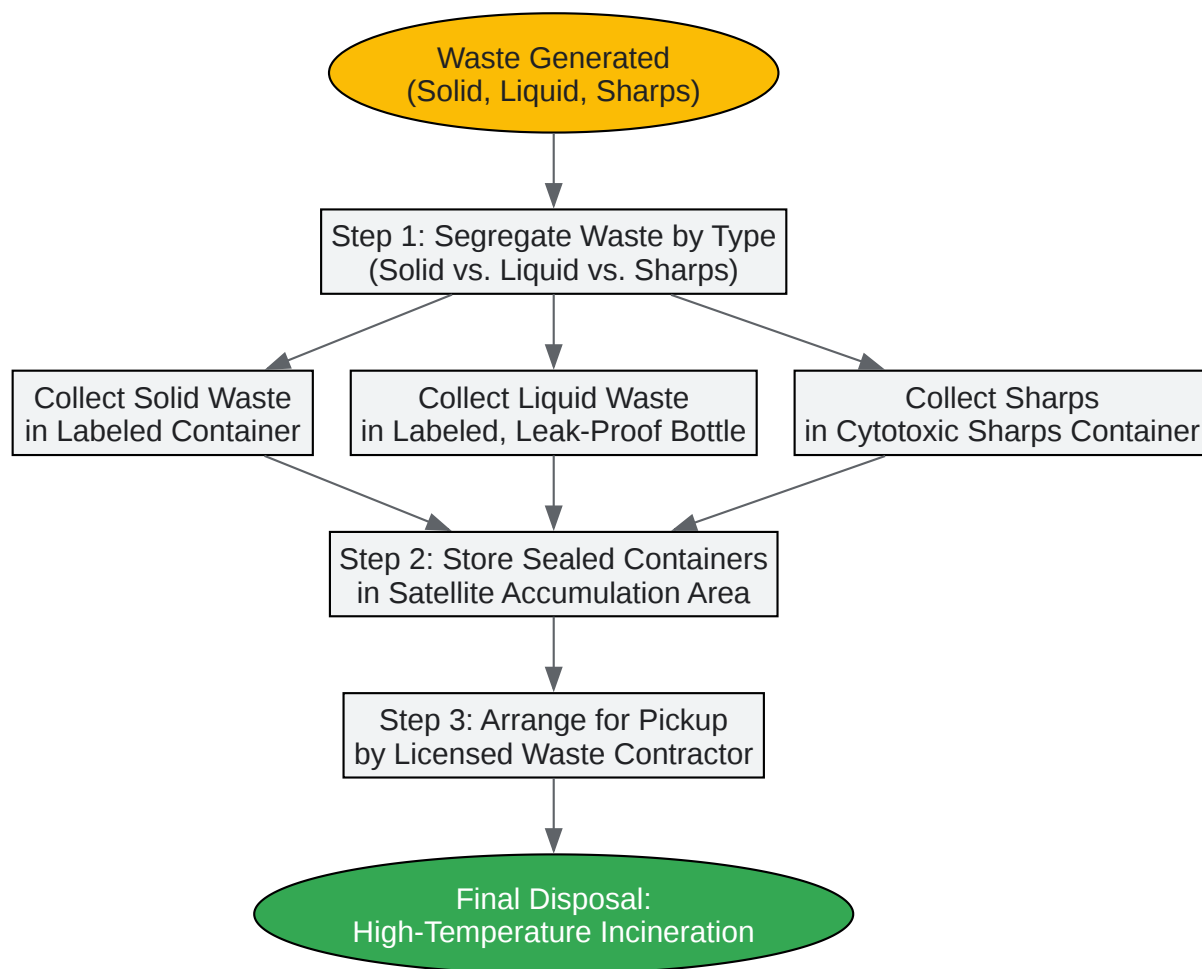 Waste Generated
(Solid, Liquid, Sharps)
Step 1: Segregate Waste by Type
(Solid vs. Liquid vs. Sharps)
Collect Solid Waste
in Labeled Container
Collect Liquid Waste
in Labeled, Leak-Proof Bottle
Collect Sharps
in Cytotoxic Sharps Container
Step 2: Store Sealed Containers
in Satellite Accumulation Area
Step 3: Arrange for Pickup
by Licensed Waste Contractor
Final Disposal:
High-Temperature Incineration